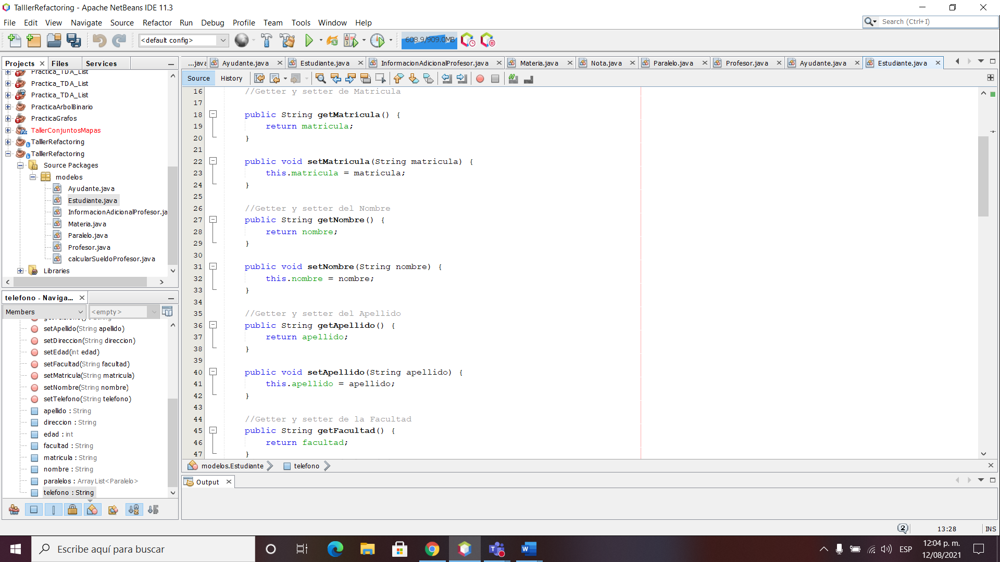 TalllerRefactoring - Apache NetBeans IDE 11.3
File Edit View Navigate Source Refactor Run Debug Profile Team Tools Window Help
Search (Ctrl+I)
<default config>
608.9/909.0MB
Projects Files Services
Practica_TDA_List
Practica_TDA_List
Practica_TDA_List
PracticaArbolBinario
PracticaGrafos
TallerConjuntosMapas
TalllerRefactoring
TalllerRefactoring
Source Packages
modelos
Ayudante.java
Estudiante.java
InformacionAdicionalProfesor.ja
Materia.java
Paralelo.java
Profesor.java
calcularSueldoProfesor.java
Libraries
telefono - Naviga...
Members
<empty>
setApellido(String apellido)
setDireccion(String direccion)
setEdad(int edad)
setFacultad(String facultad)
setMatricula(String matricula)
setNombre(String nombre)
setTelefono(String telefono)
apellido : String
direccion : String
edad : int
facultad : String
matricula : String
nombre : String
paralelos : ArrayList<Paralelo>
telefono : String
...java Ayudante.java Estudiante.java InformacionAdicionalProfesor.java Materia.java Nota.java Paralelo.java Profesor.java Ayudante.java Estudiante.java
Source History
16 //Getter y setter de Matricula
17
18 public String getMatricula() {
19 return matricula;
20 }
21
22 public void setMatricula(String matricula) {
23 this.matricula = matricula;
24 }
25
26 //Getter y setter del Nombre
27 public String getNombre() {
28 return nombre;
29 }
30
31 public void setNombre(String nombre) {
32 this.nombre = nombre;
33 }
34
35 //Getter y setter del Apellido
36 public String getApellido() {
37 return apellido;
38 }
39
40 public void setApellido(String apellido) {
41 this.apellido = apellido;
42 }
43
44 //Getter y setter de la Facultad
45 public String getFacultad() {
46 return facultad;
47 }
modelos.Estudiante telefono
Output
2 13:28 INS
Escribe aquí para buscar
ESP
12:04 p. m.
12/08/2021